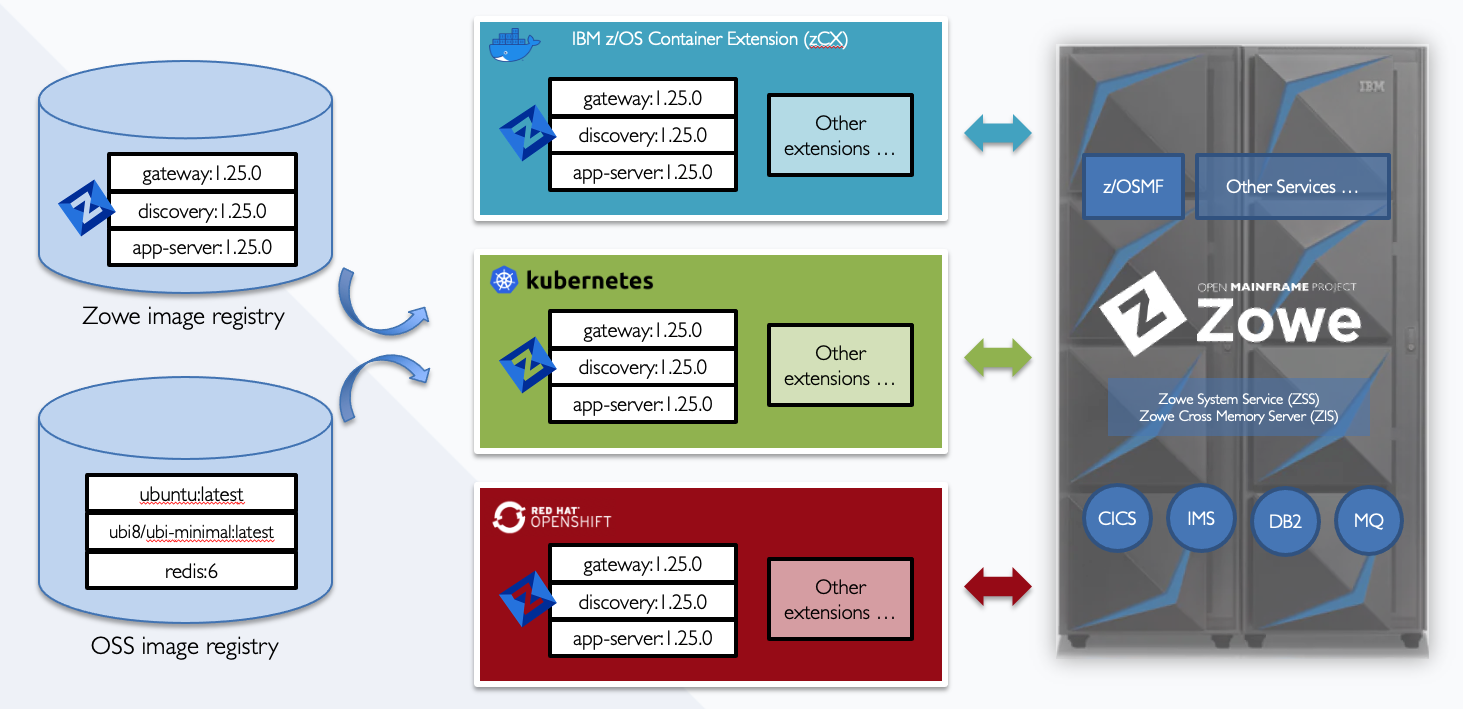 gateway:1.25.0
discovery:1.25.0
app-server:1.25.0
Zowe image registry
ubuntu:latest
ubi8/ubi-minimal:latest
redis:6
OSS image registry
IBM z/OS Container Extension (zCX)
gateway:1.25.0
discovery:1.25.0
app-server:1.25.0
Other
extensions …
kubernetes
gateway:1.25.0
discovery:1.25.0
app-server:1.25.0
Other
extensions …
RED HAT
OPENSHIFT
gateway:1.25.0
discovery:1.25.0
app-server:1.25.0
Other
extensions …
IBM
z/OSMF
Other Services …
OPEN MAINFRAME PROJECT
Zowe
Zowe System Service (ZSS)
Zowe Cross Memory Server (ZIS)
CICS
IMS
DB2
MQ